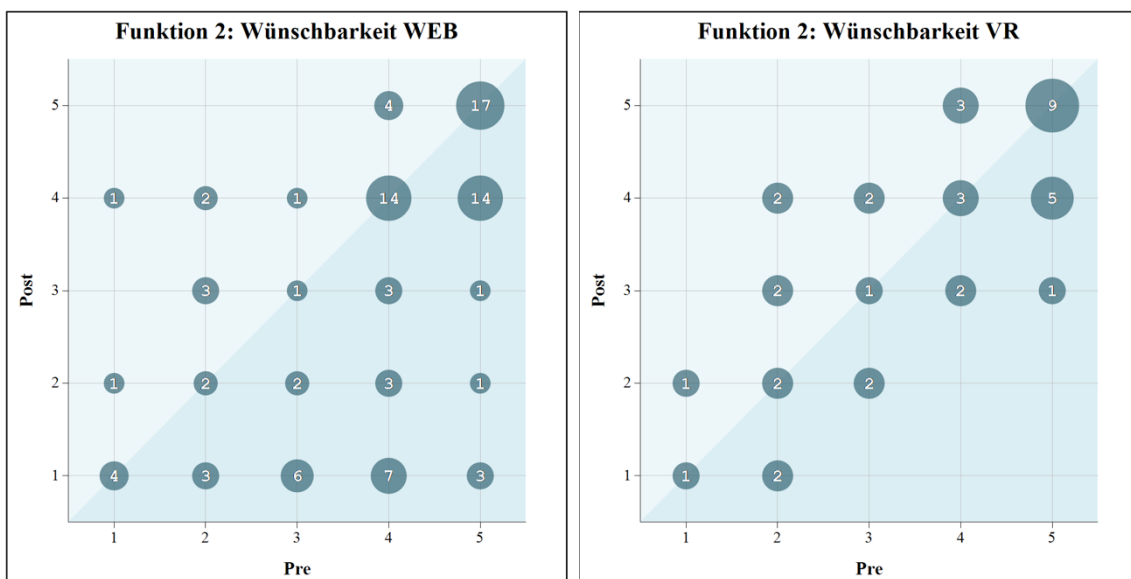 Funktion 2: Wünschbarkeit WEB
5 4 17
4 1 2 1 14 14
3 3 1 3 1
2 1 2 2 3 1
1 4 3 6 7 3
1 2 3 4 5
Post
Pre
Funktion 2: Wünschbarkeit VR
5 3 9
4 2 2 3 5
3 2 1 2 1
2 1 2 2
1 1 2
1 2 3 4 5
Post
Pre